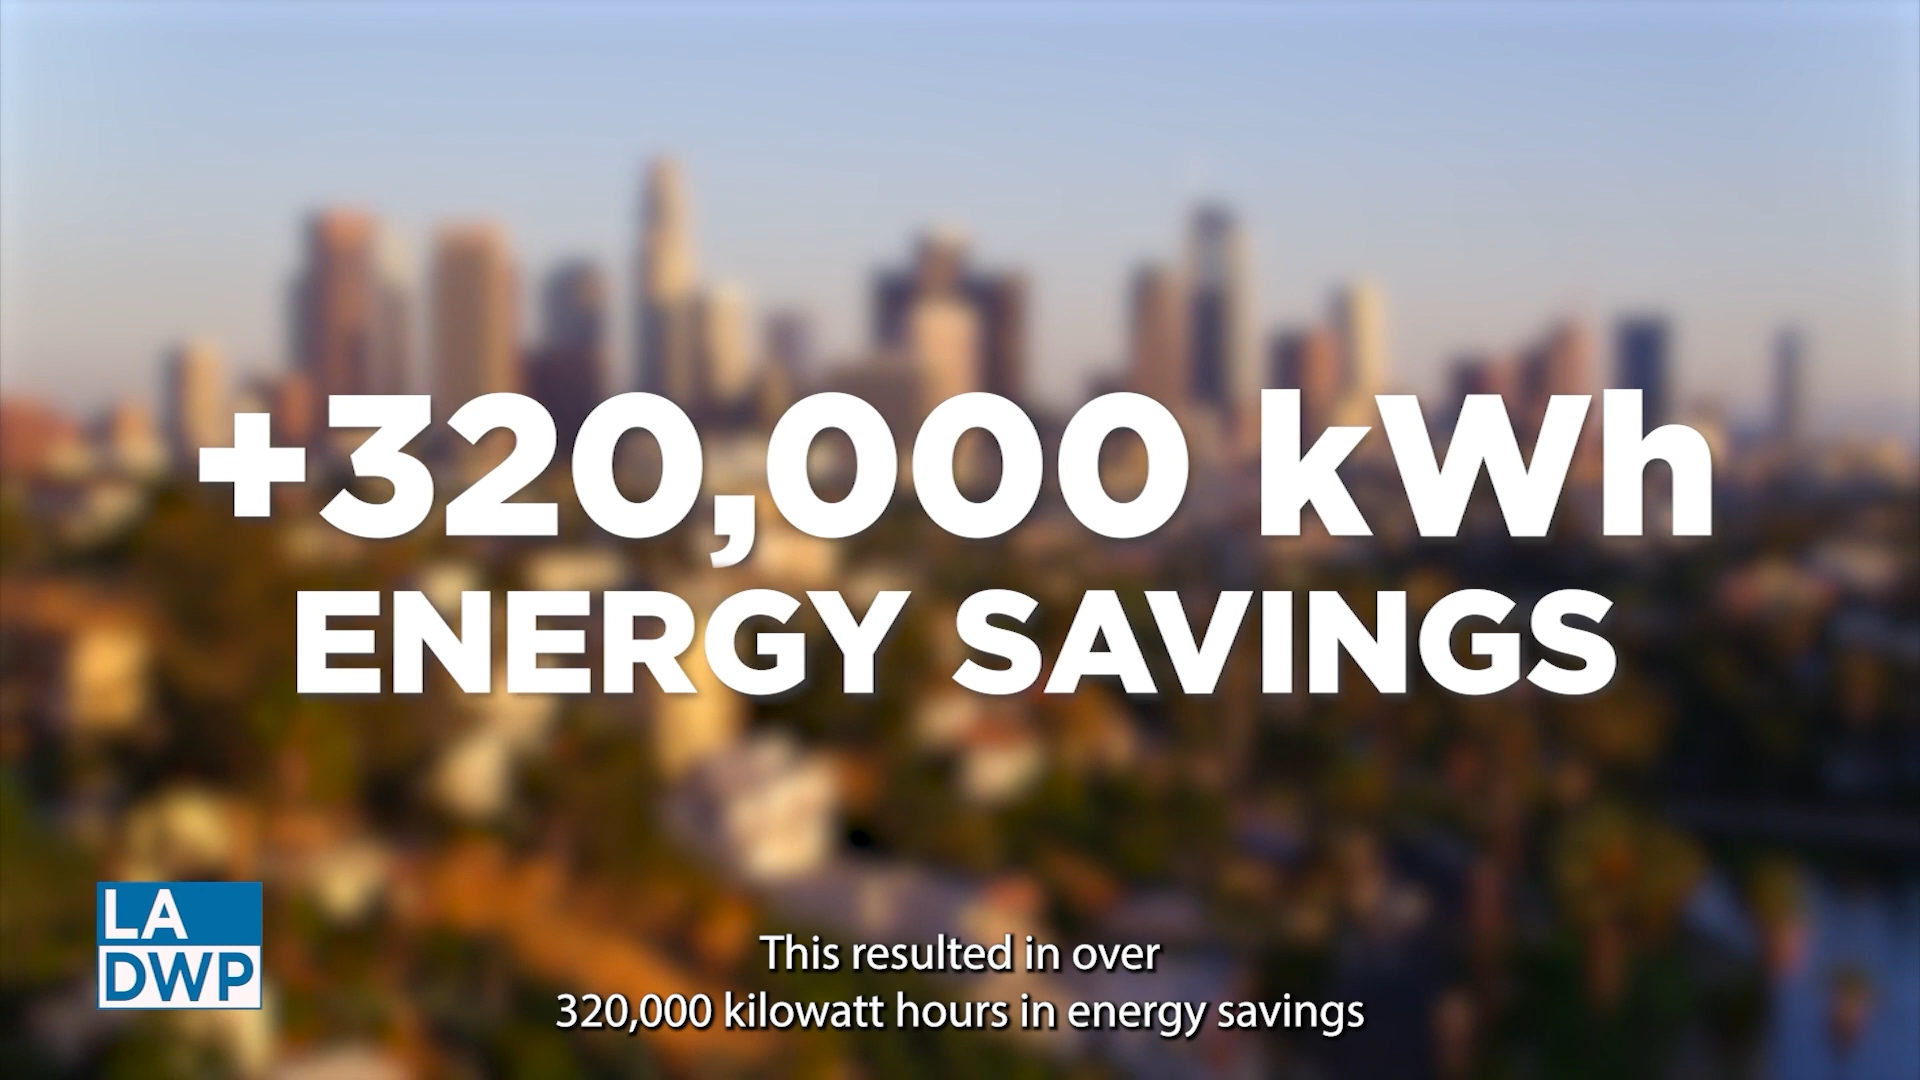 +320,000 kWh
ENERGY SAVINGS
LA
DWP
This resulted in over
320,000 kilowatt hours in energy savings